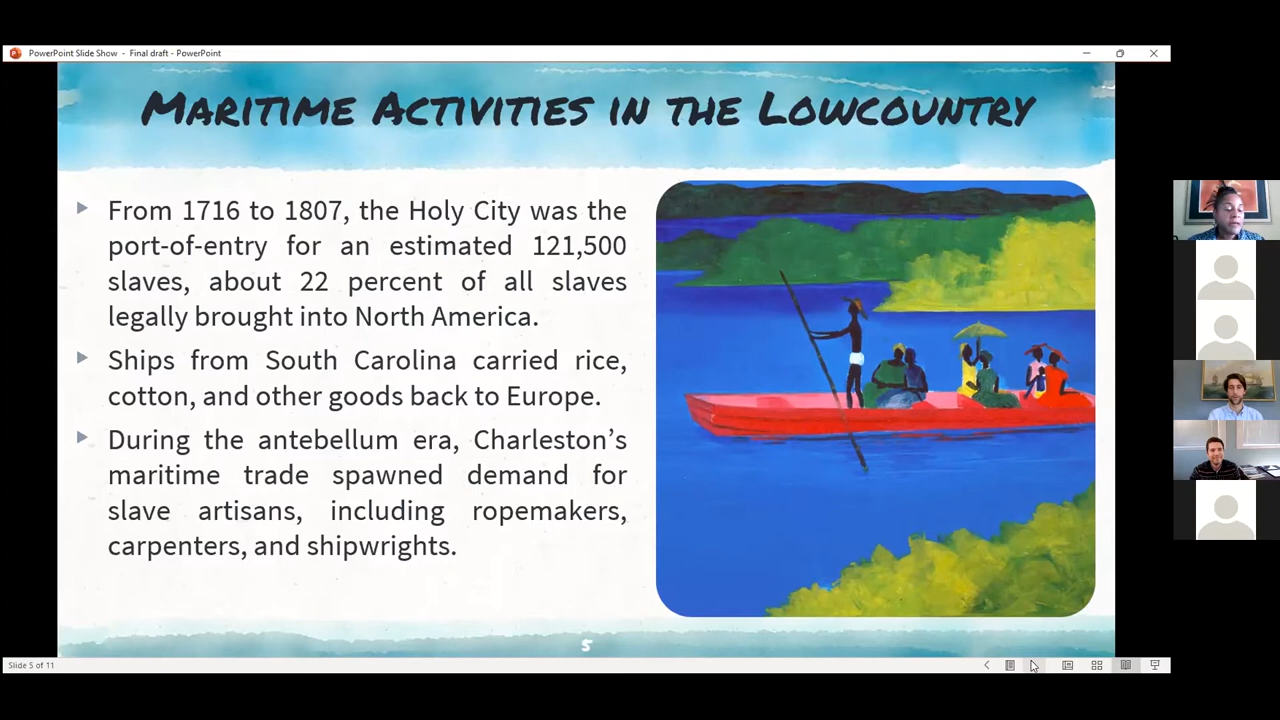 PowerPoint Slide Show - Final draft - PowerPoint
Maritime Activities in the Lowcountry
From 1716 to 1807, the Holy City was the
port-of-entry for an estimated 121,500
slaves, about 22 percent of all slaves
legally brought into North America.
Ships from South Carolina carried rice,
cotton, and other goods back to Europe.
During the antebellum era, Charleston’s
maritime trade spawned demand for
slave artisans, including ropemakers,
carpenters, and shipwrights.
5
Slide 5 of 11